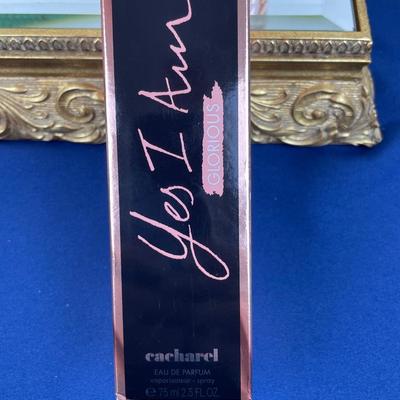 Yes I Am
GLORIOUS
cacharel
EAU DE PARFUM
vaporisateur - spray
℮ 75 ml 2.5 FL.OZ.